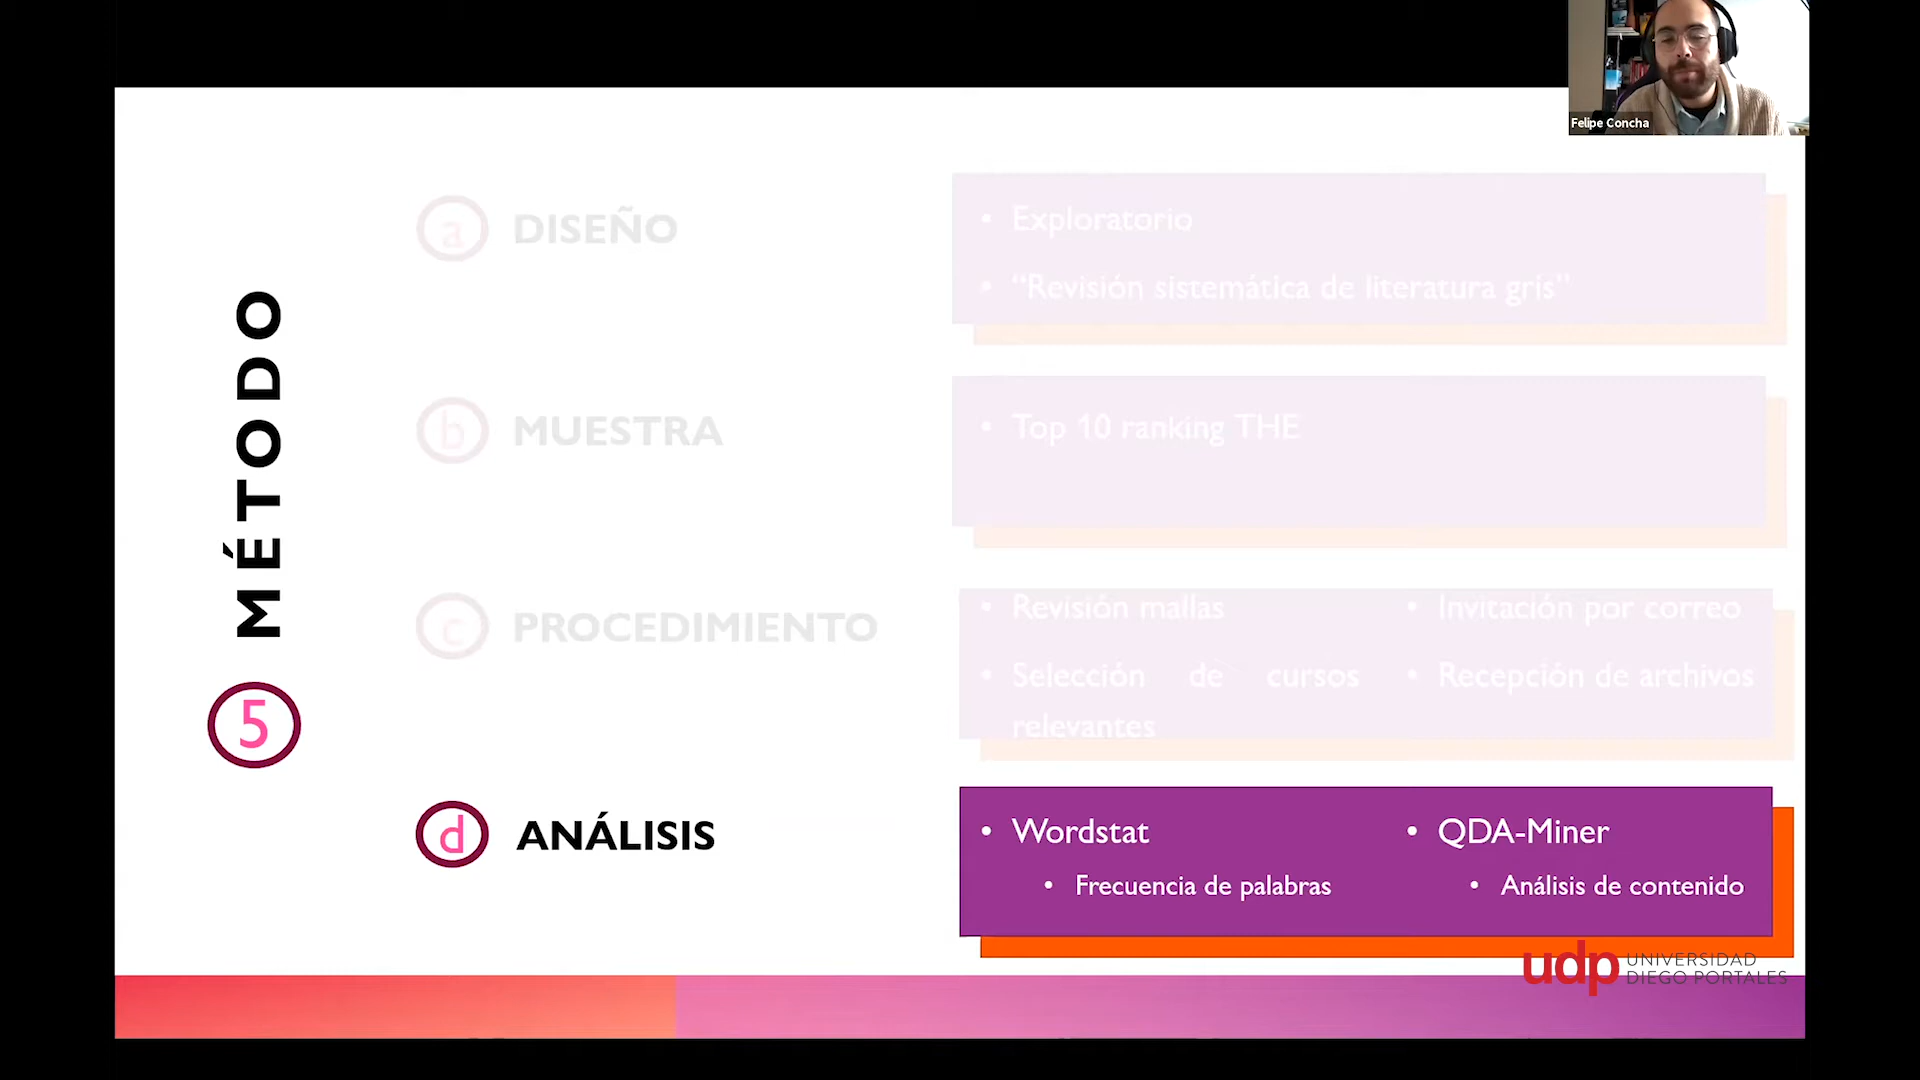 Felipe Concha
5 MÉTODO
a DISEÑO
• Exploratorio
• “Revisión sistemática de literatura gris”
b MUESTRA
• Top 10 ranking THE
c PROCEDIMIENTO
• Revisión mallas
• Selección de cursos
relevantes
• Invitación por correo
• Recepción de archivos
d ANÁLISIS
• Wordstat
• Frecuencia de palabras
• QDA-Miner
• Análisis de contenido
udp UNIVERSIDAD
DIEGO PORTALES